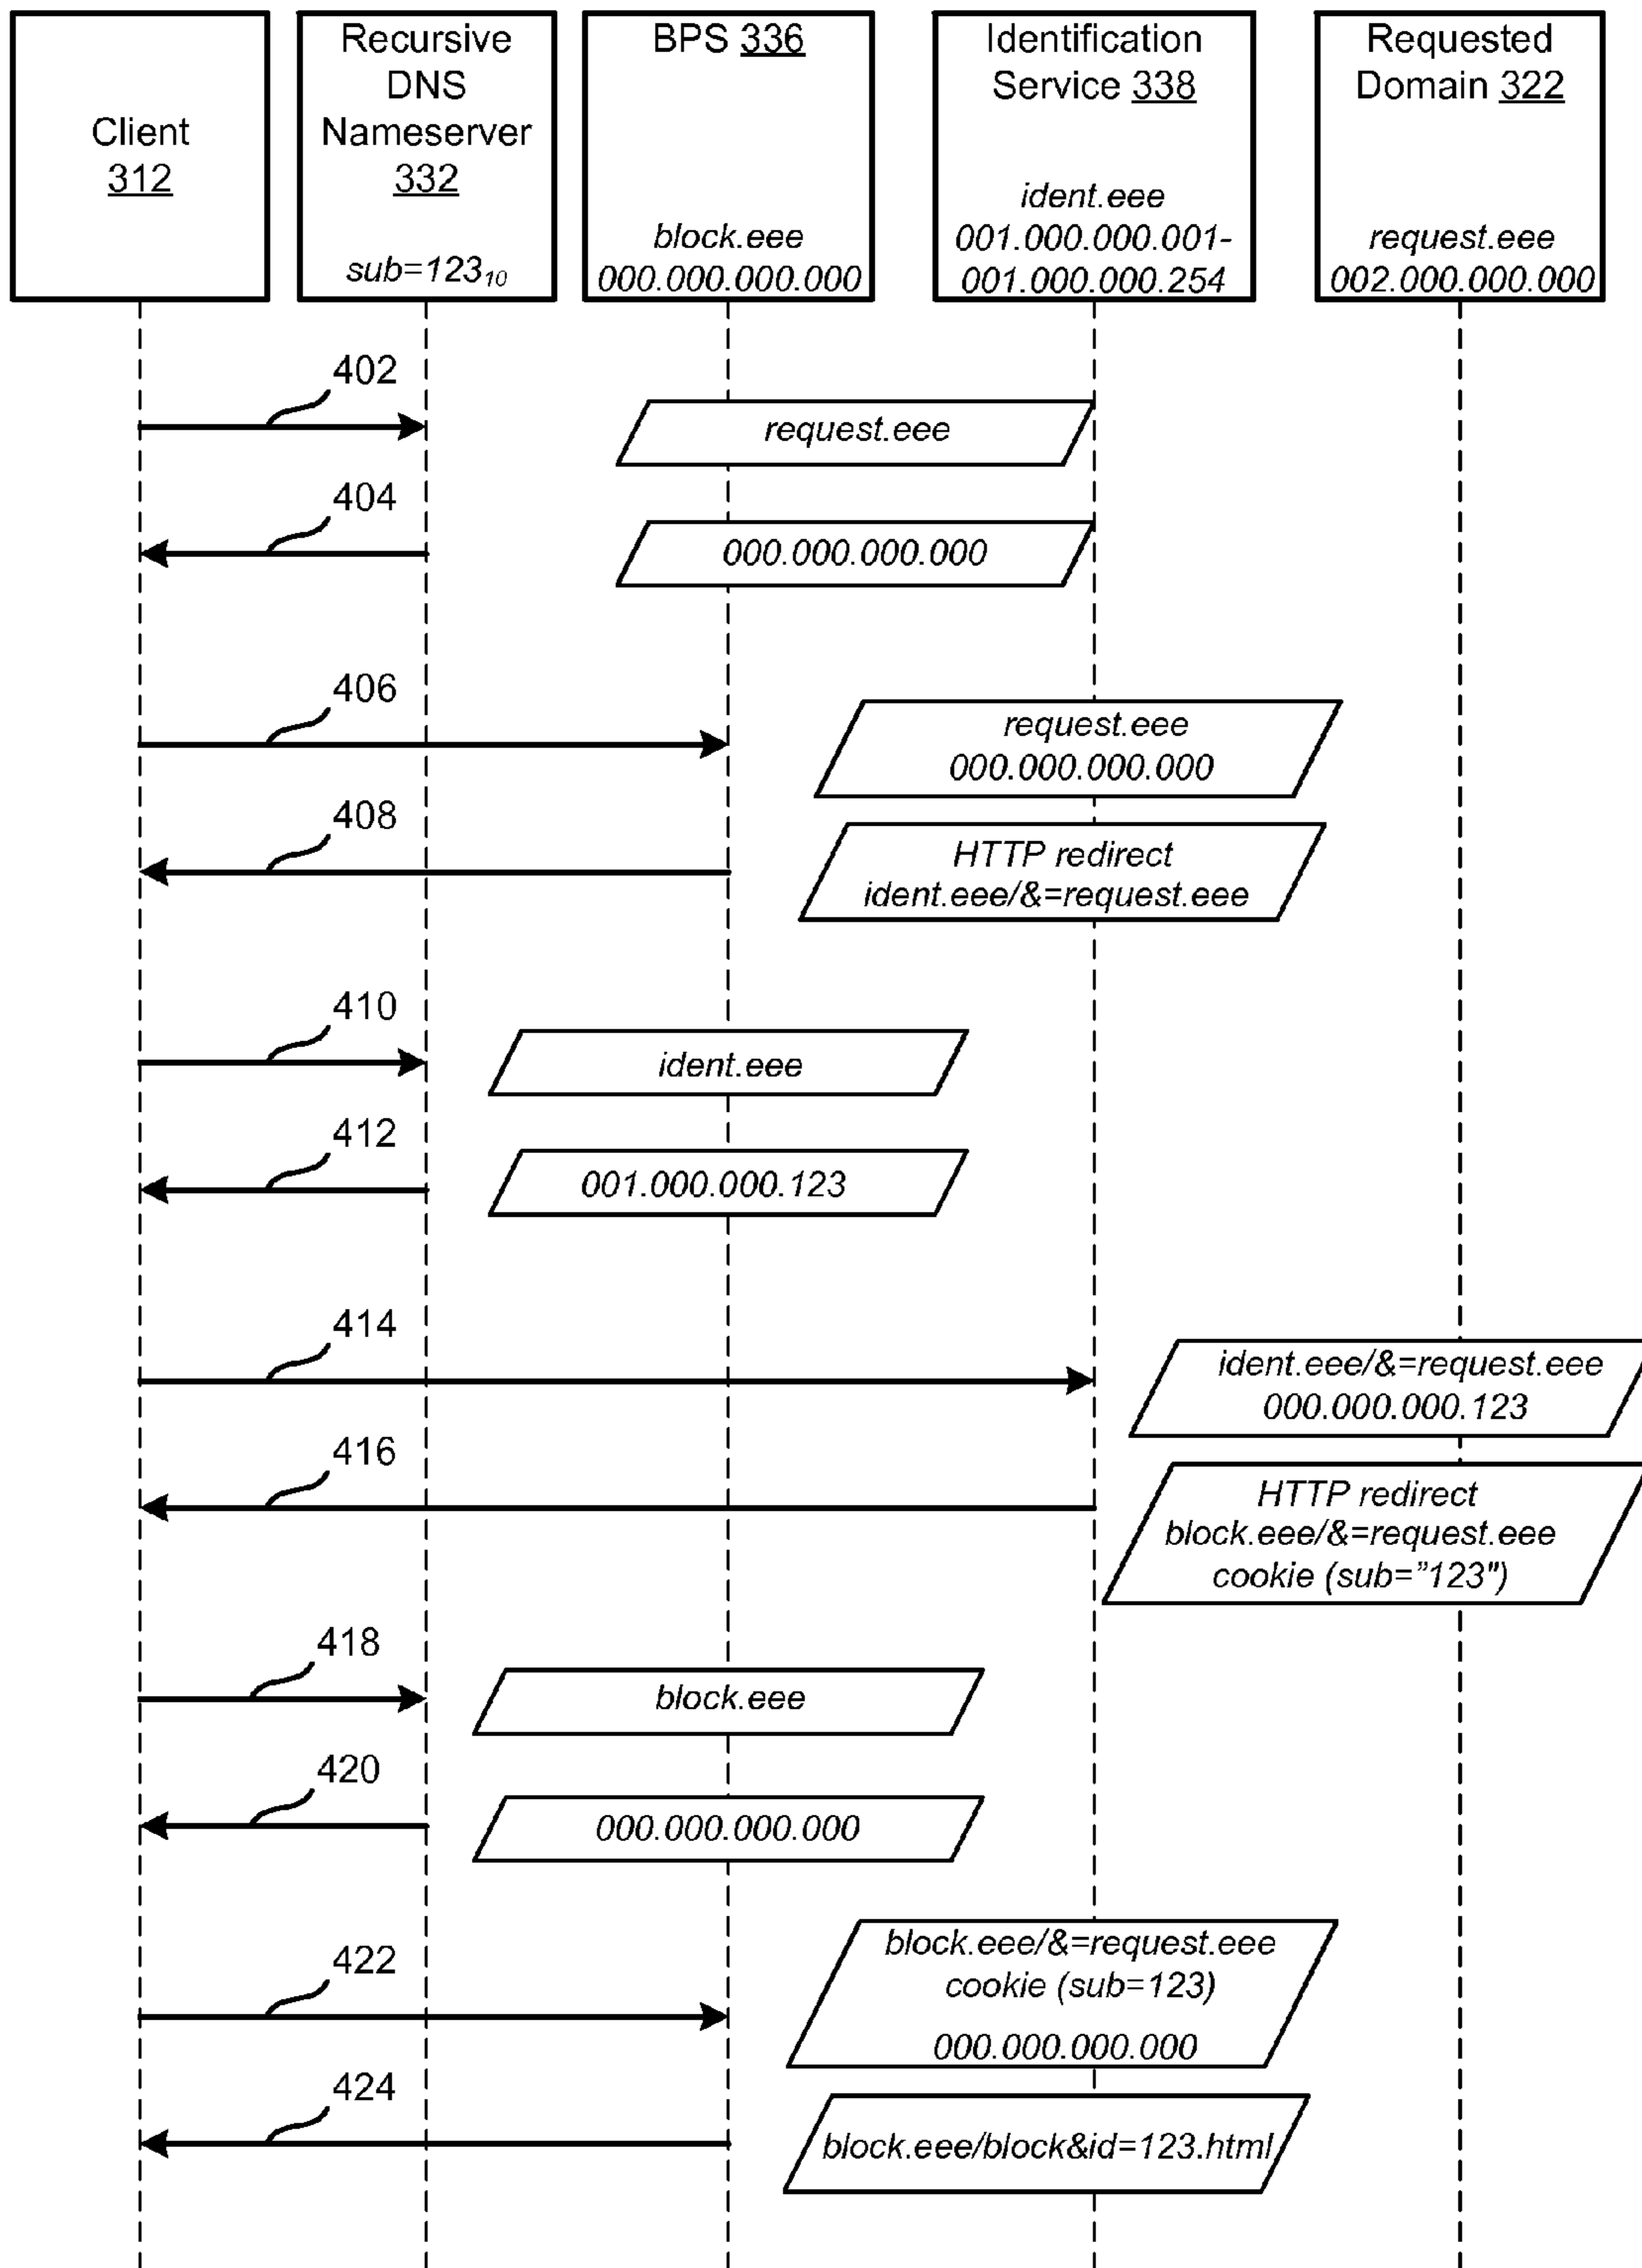 Client
312
Recursive
DNS
Nameserver
332
sub=123₁₀
BPS 336
block.eee
000.000.000.000
Identification
Service 338
ident.eee
001.000.000.001-
001.000.000.254
Requested
Domain 322
request.eee
002.000.000.000
402
request.eee
404
000.000.000.000
406
request.eee
000.000.000.000
408
HTTP redirect
ident.eee/&=request.eee
410
ident.eee
412
001.000.000.123
414
ident.eee/&=request.eee
000.000.000.123
416
HTTP redirect
block.eee/&=request.eee
cookie (sub=”123")
418
block.eee
420
000.000.000.000
422
block.eee/&=request.eee
cookie (sub=123)
000.000.000.000
424
block.eee/block&id=123.html